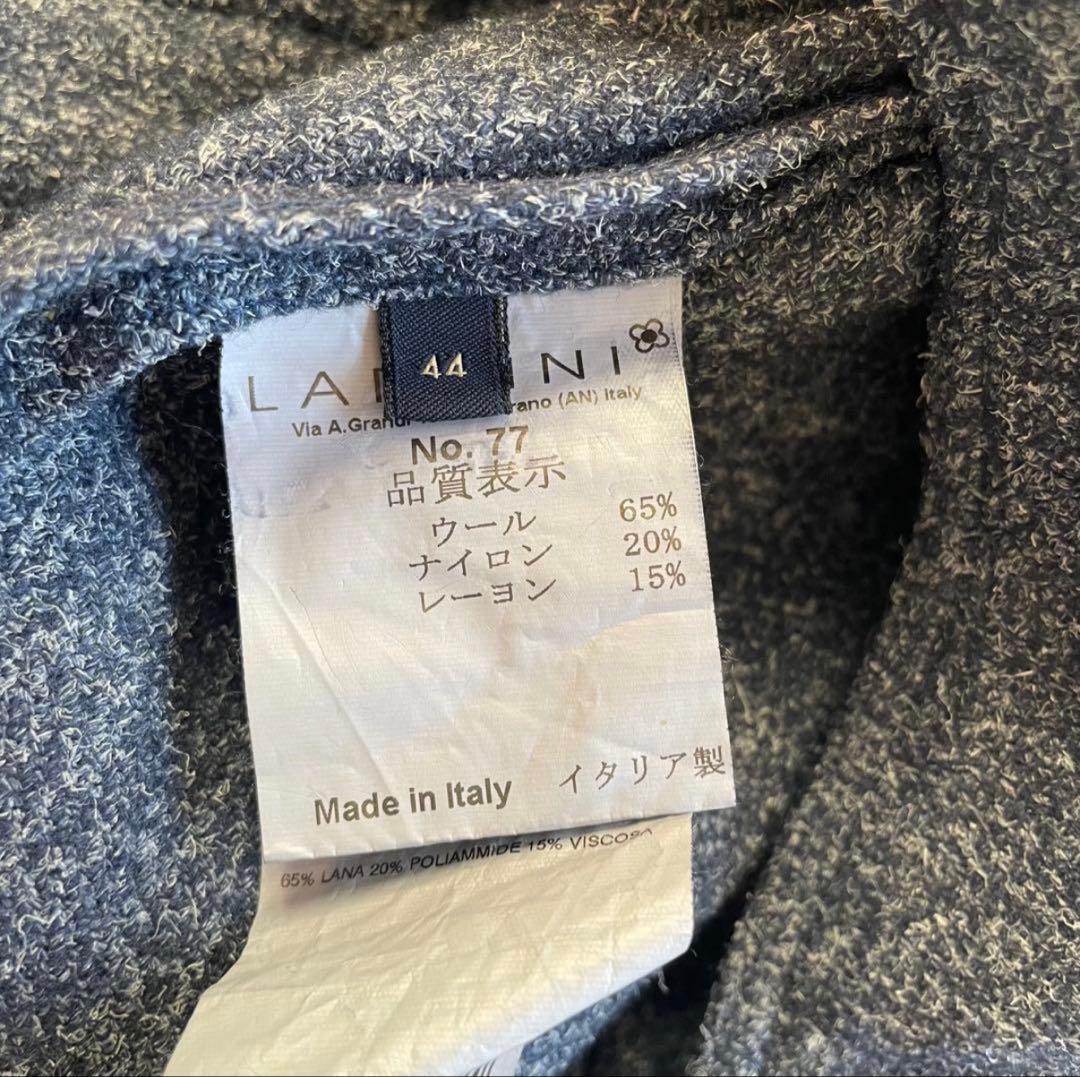 44
No. 77
Via A.Grandi
rano (AN) Italy
品質表示
ウール 65%
ナイロン 20%
レーヨン 15%
Made in Italy イタリア製
65% LANA 20% POLIAMMIDE 15% VISCOSA